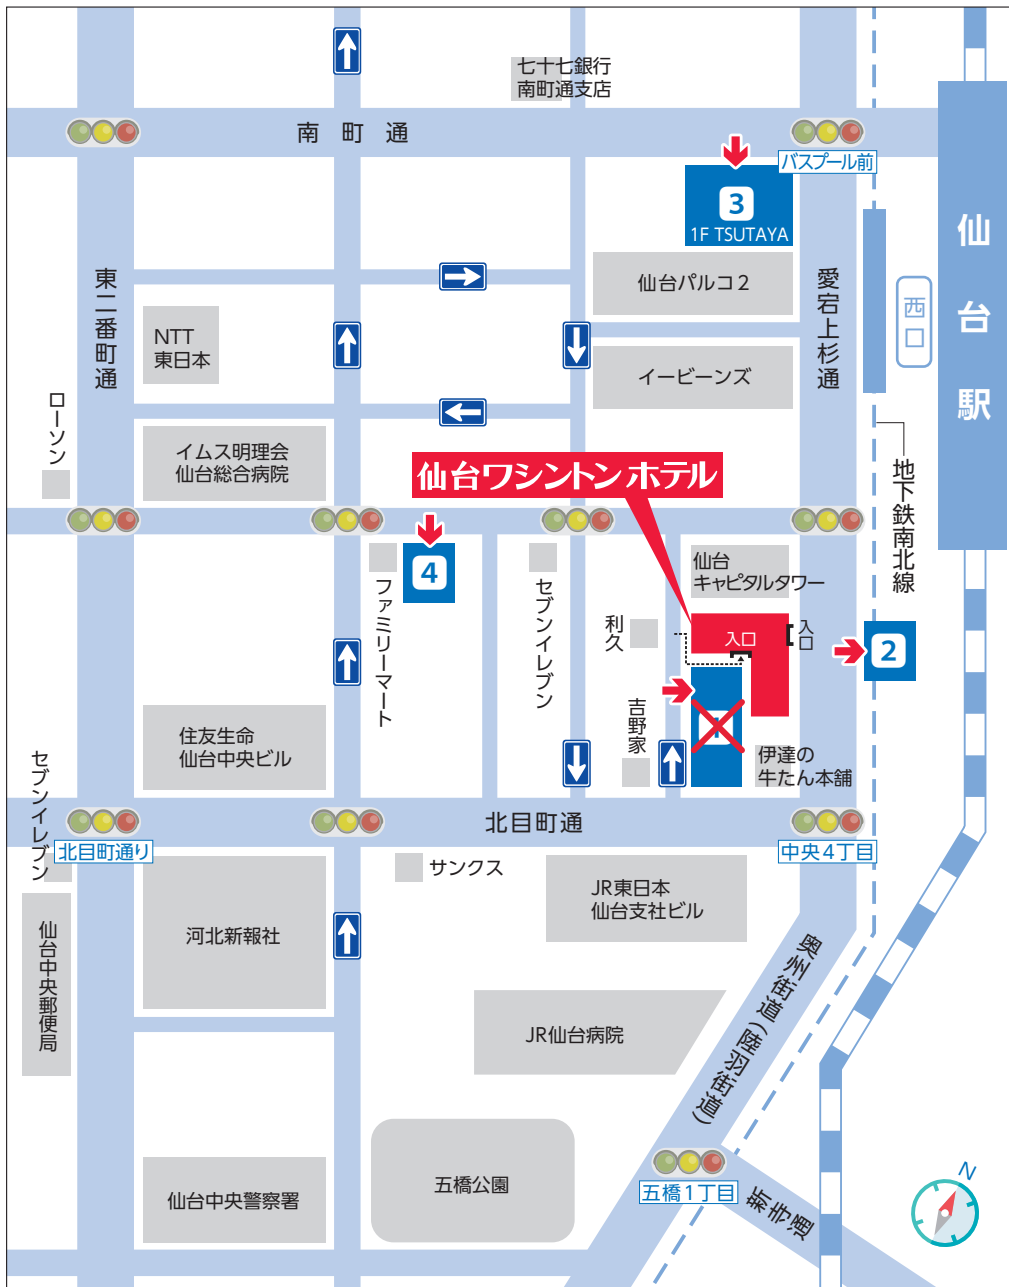 七十七銀行
南町通支店
南町通
バスプール前
3
1F TSUTAYA
仙台駅
西口
仙台パルコ2
愛宕上杉通
東二番町通
NTT
東日本
イービーンズ
ローソン
イムス明理会
仙台総合病院
仙台ワシントンホテル
地下鉄南北線
4
ファミリーマート
セブンイレブン
仙台
キャピタルタワー
利久
入口
入口
2
1
吉野家
伊達の
牛たん本舗
住友生命
仙台中央ビル
セブンイレブン
北目町通
北目町通り
中央4丁目
サンクス
JR東日本
仙台支社ビル
河北新報社
仙台中央郵便局
奥州街道(陸羽街道)
JR仙台病院
五橋公園
仙台中央警察署
五橋1丁目
新寺通
N